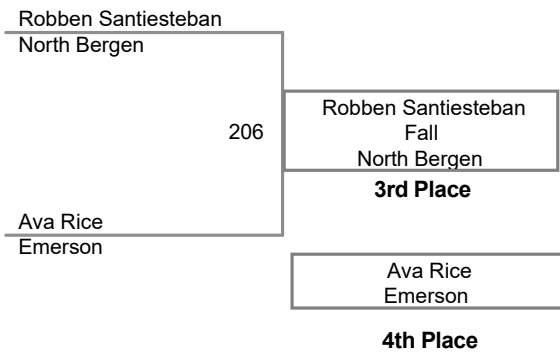 Robben Santiesteban
North Bergen
206
Robben Santiesteban
Fall
North Bergen
3rd Place
Ava Rice
Emerson
Ava Rice
Emerson
4th Place